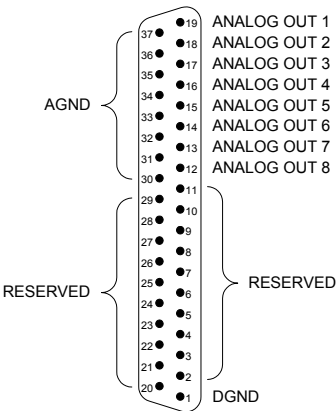 19 ANALOG OUT 1
37
18 ANALOG OUT 2
36
17 ANALOG OUT 3
35
16 ANALOG OUT 4
34
AGND
15 ANALOG OUT 5
33
14 ANALOG OUT 6
32
13 ANALOG OUT 7
31
12 ANALOG OUT 8
30
11
29
10
28
9
27
8
26
7
25
RESERVED
6
RESERVED
24
5
23
4
22
3
21
2
20
1 DGND